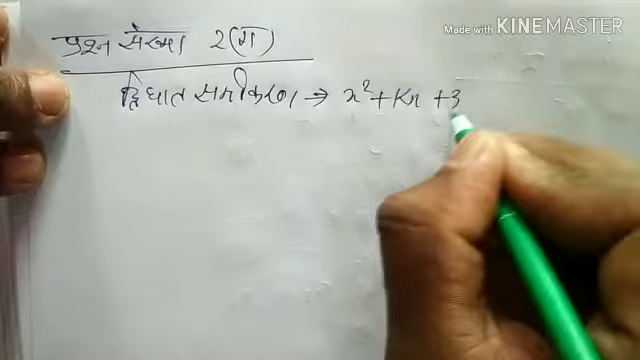 Made with KINEMASTER
प्रश्न संख्या 2(ग)
द्विघात समीकरण → x² + Kx + 3